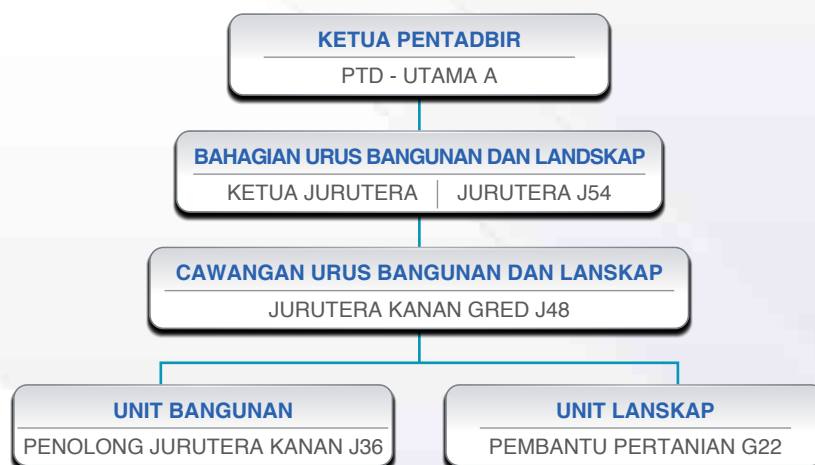 KETUA PENTADBIR
PTD - UTAMA A
BAHAGIAN URUS BANGUNAN DAN LANDSKAP
KETUA JURUTERA | JURUTERA J54
CAWANGAN URUS BANGUNAN DAN LANSKAP
JURUTERA KANAN GRED J48
UNIT BANGUNAN
PENOLONG JURUTERA KANAN J36
UNIT LANSKAP
PEMBANTU PERTANIAN G22